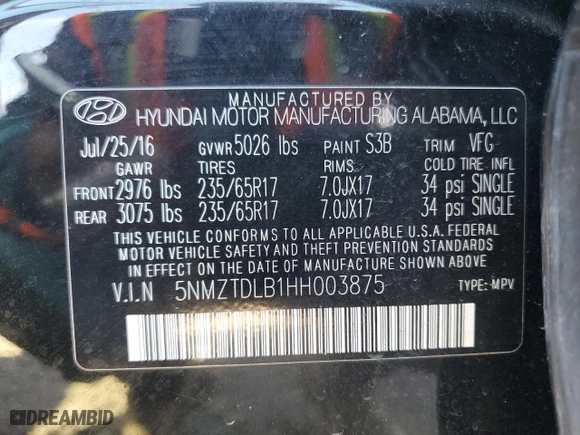 MANUFACTURED BY
HYUNDAI MOTOR MANUFACTURING ALABAMA, LLC
Jul/25/16 GVWR 5026 lbs PAINT S3B TRIM VFG
GAWR TIRES RIMS COLD TIRE INFL
FRONT 2976 lbs 235/65R17 7.0JX17 34 psi SINGLE
REAR 3075 lbs 235/65R17 7.0JX17 34 psi SINGLE
THIS VEHICLE CONFORMS TO ALL APPLICABLE U.S.A. FEDERAL
MOTOR VEHICLE SAFETY AND THEFT PREVENTION STANDARDS
IN EFFECT ON THE DATE OF MANUFACTURE SHOWN ABOVE.
V.I.N 5NMZTDLB1HH003875 TYPE: MPV
DREAMBID